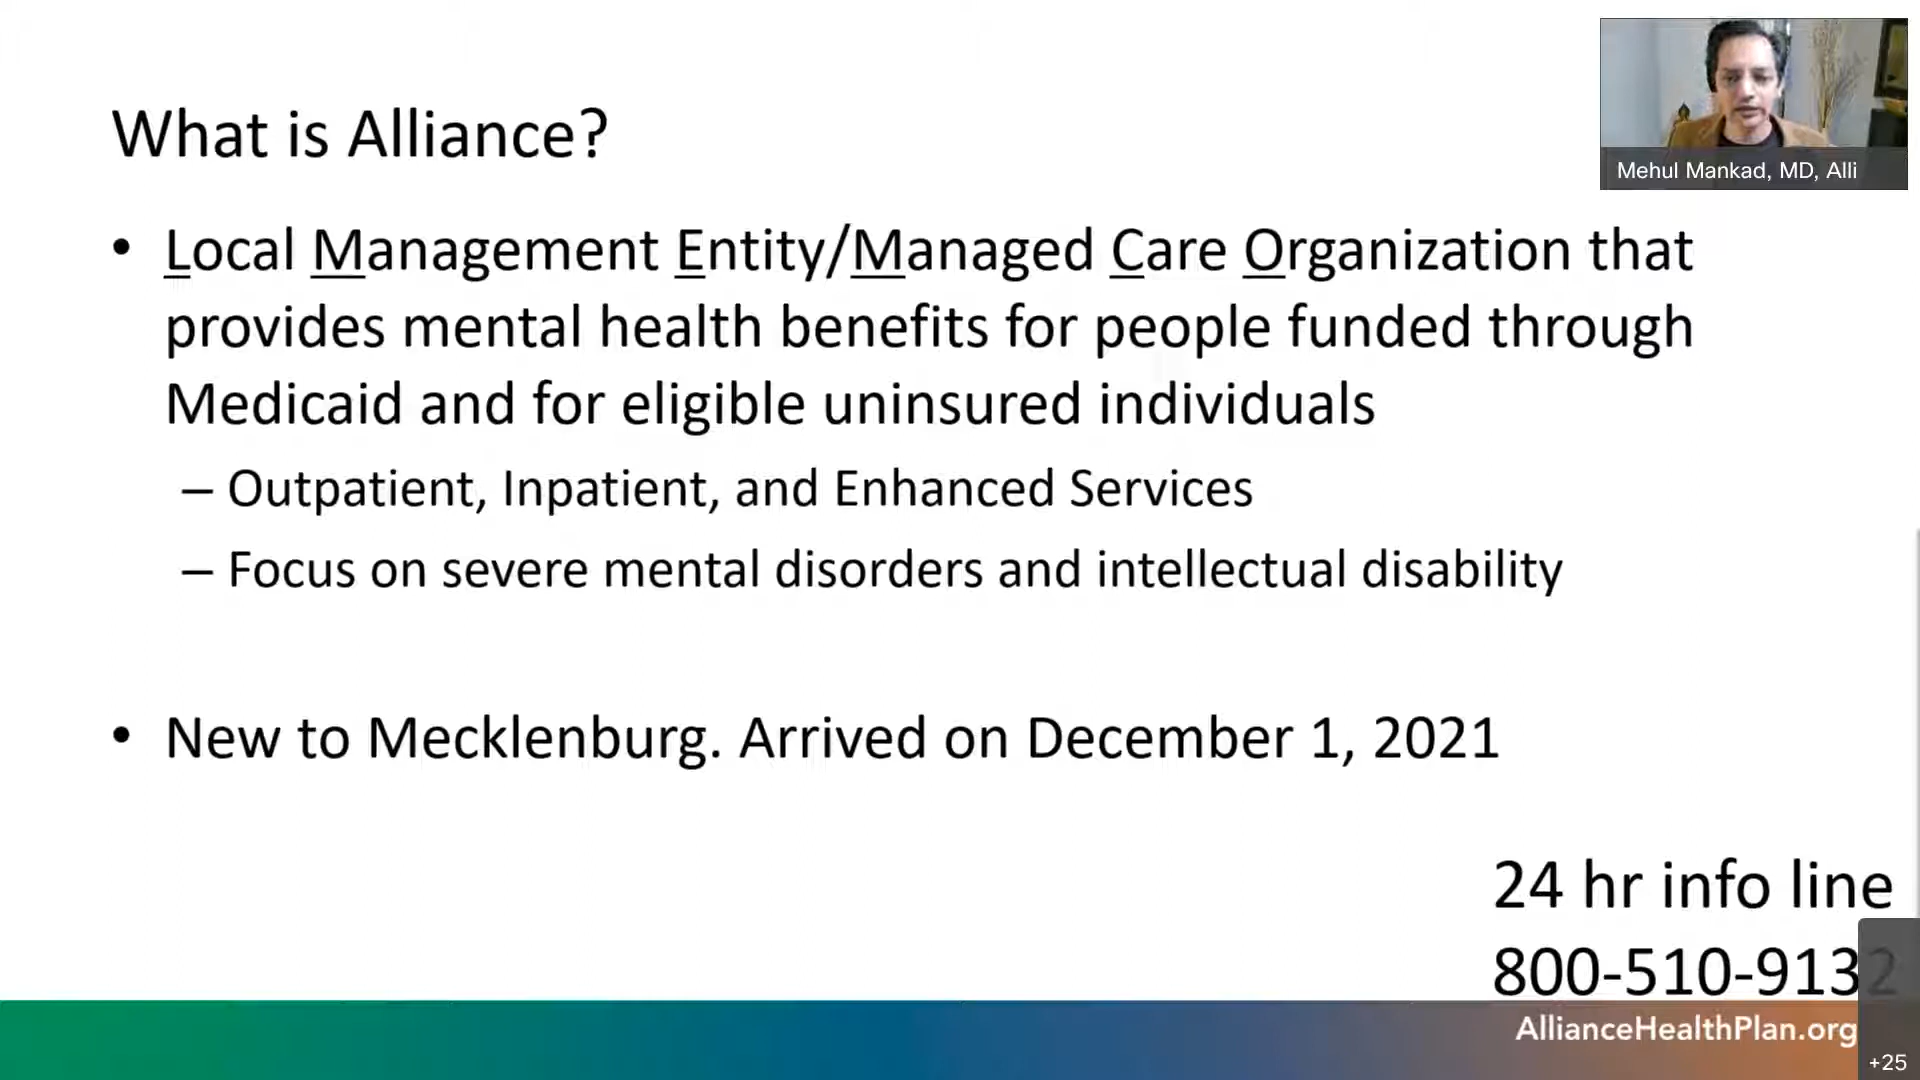 What is Alliance?
Mehul Mankad, MD, Alli
• Local Management Entity/Managed Care Organization that
provides mental health benefits for people funded through
Medicaid and for eligible uninsured individuals
– Outpatient, Inpatient, and Enhanced Services
– Focus on severe mental disorders and intellectual disability
• New to Mecklenburg. Arrived on December 1, 2021
24 hr info line
800-510-9132
AllianceHealthPlan.org
+25